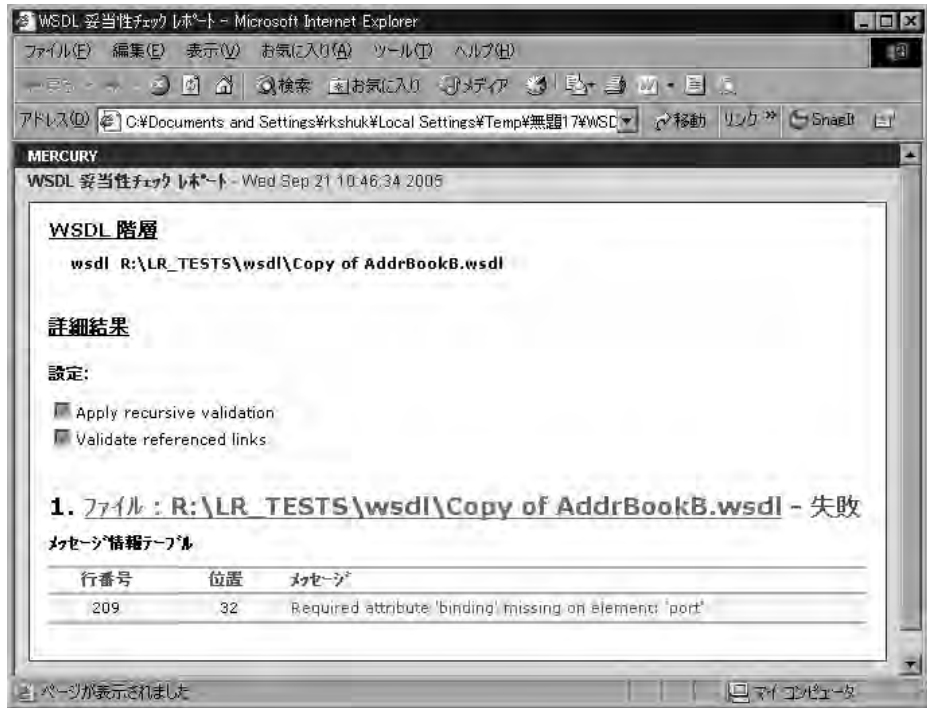 WSDL 妥当性ﾁｪｯｸ ﾚﾎﾟｰﾄ - Microsoft Internet Explorer
ファイル(F) 編集(E) 表示(V) お気に入り(A) ツール(T) ヘルプ(H)
検索 お気に入り メディア
アドレス(D) C:¥Documents and Settings¥rkshuk¥Local Settings¥Temp¥無題17¥WSD 移動 リンク » SnagIt
MERCURY
WSDL 妥当性ﾁｪｯｸ ﾚﾎﾟｰﾄ - Wed Sep 21 10:46:34 2005
WSDL 階層
wsdl R:\LR_TESTS\wsdl\Copy of AddrBookB.wsdl
詳細結果
設定:
Apply recursive validation
Validate referenced links
1. ﾌｧｲﾙ : R:\LR_TESTS\wsdl\Copy of AddrBookB.wsdl - 失敗
ﾒｯｾｰｼﾞ情報ﾃｰﾌﾞﾙ
行番号 位置 ﾒｯｾｰｼﾞ
209 32 Required attribute 'binding' missing on element: 'port'
ページが表示されました マイ コンピュータ